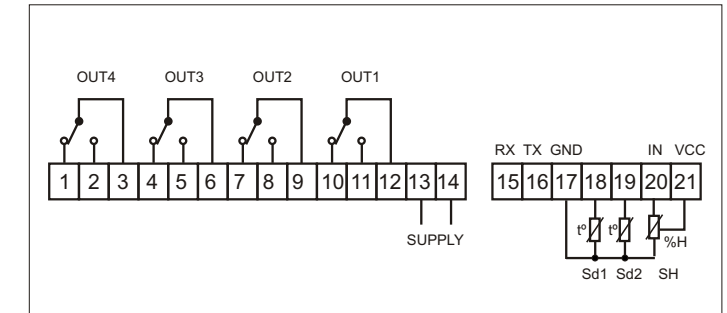 OUT4 OUT3 OUT2 OUT1
RX TX GND IN VCC
1 2 3 4 5 6 7 8 9 10 11 12 13 14 15 16 17 18 19 20 21
SUPPLY
tº tº %H
Sd1 Sd2 SH